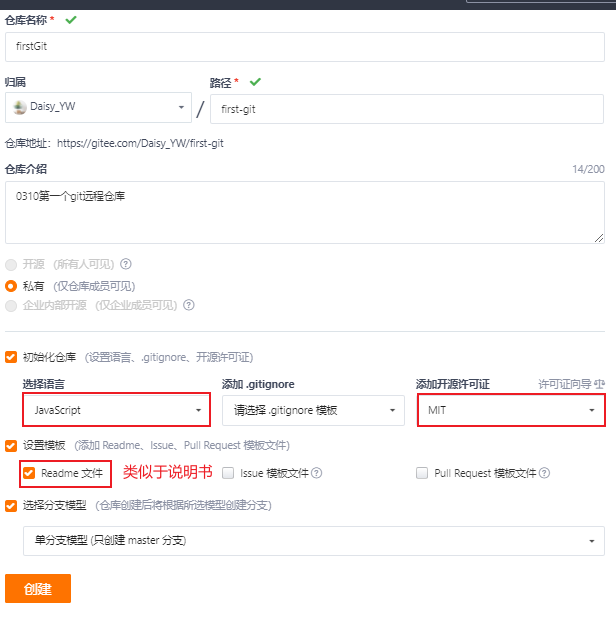 仓库名称 *
firstGit
归属 路径 *
Daisy_YW / first-git
仓库地址：https://gitee.com/Daisy_YW/first-git
仓库介绍 14/200
0310第一个git远程仓库
开源 (所有人可见) ?
私有 (仅仓库成员可见)
企业内部开源 (仅企业成员可见) ?
初始化仓库 (设置语言、.gitignore、开源许可证)
选择语言 添加 .gitignore 添加开源许可证 许可证向导
JavaScript 请选择 .gitignore 模板 MIT
设置模板 (添加 Readme、Issue、Pull Request 模板文件)
Readme 文件 类似于说明书 Issue 模板文件 ? Pull Request 模板文件 ?
选择分支模型 (仓库创建后将根据所选模型创建分支)
单分支模型 (只创建 master 分支)
创建